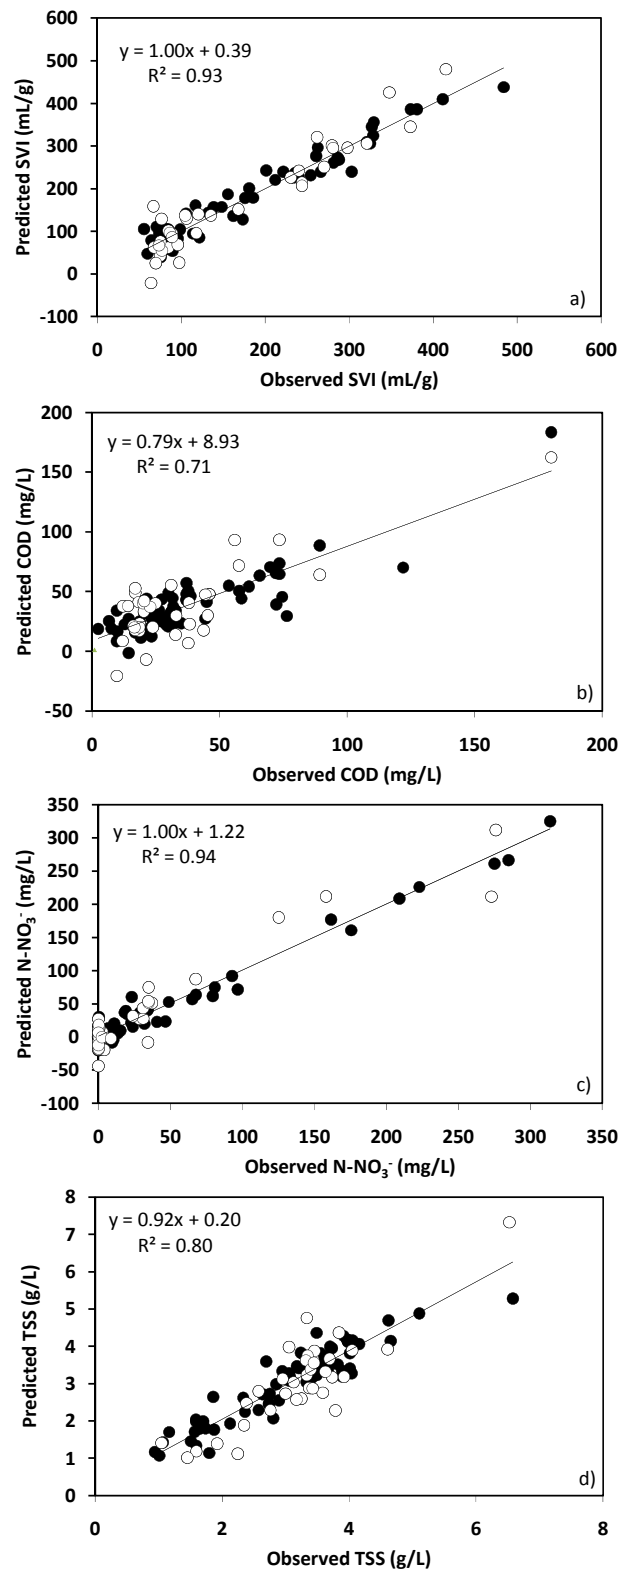 600
500
400
300
200
100
0
-100
Predicted SVI (mL/g)
y = 1.00x + 0.39
R² = 0.93
a)
0 100 200 300 400 500 600
Observed SVI (mL/g)
200
150
100
50
0
-50
Predicted COD (mg/L)
y = 0.79x + 8.93
R² = 0.71
b)
0 50 100 150 200
Observed COD (mg/L)
350
300
250
200
150
100
50
0
-50
-100
Predicted N-NO₃⁻ (mg/L)
y = 1.00x + 1.22
R² = 0.94
c)
0 50 100 150 200 250 300 350
Observed N-NO₃⁻ (mg/L)
8
7
6
5
4
3
2
1
0
Predicted TSS (g/L)
y = 0.92x + 0.20
R² = 0.80
d)
0 2 4 6 8
Observed TSS (g/L)